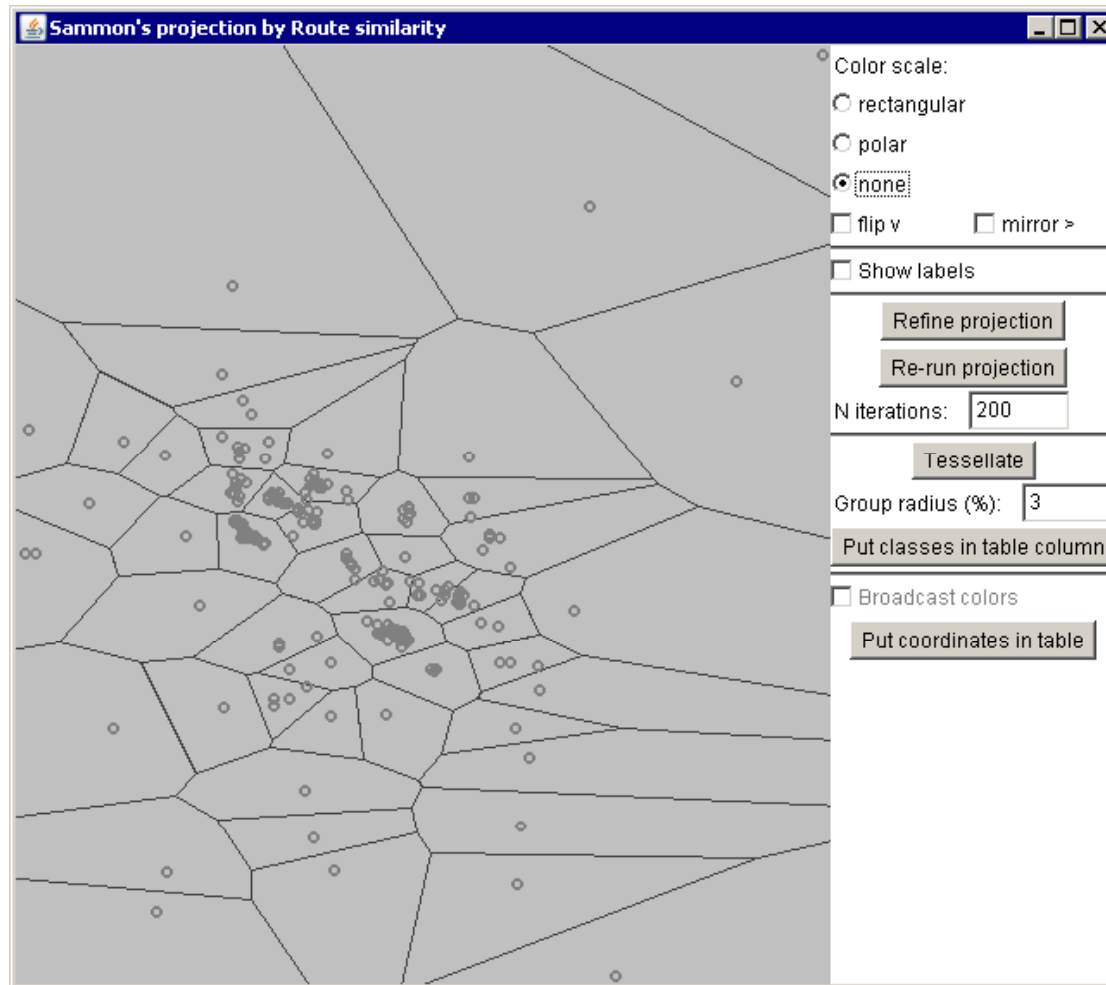 Sammon's projection by Route similarity
Color scale:
rectangular
polar
none
flip v mirror >
Show labels
Refine projection
Re-run projection
N iterations: 200
Tessellate
Group radius (%): 3
Put classes in table column
Broadcast colors
Put coordinates in table